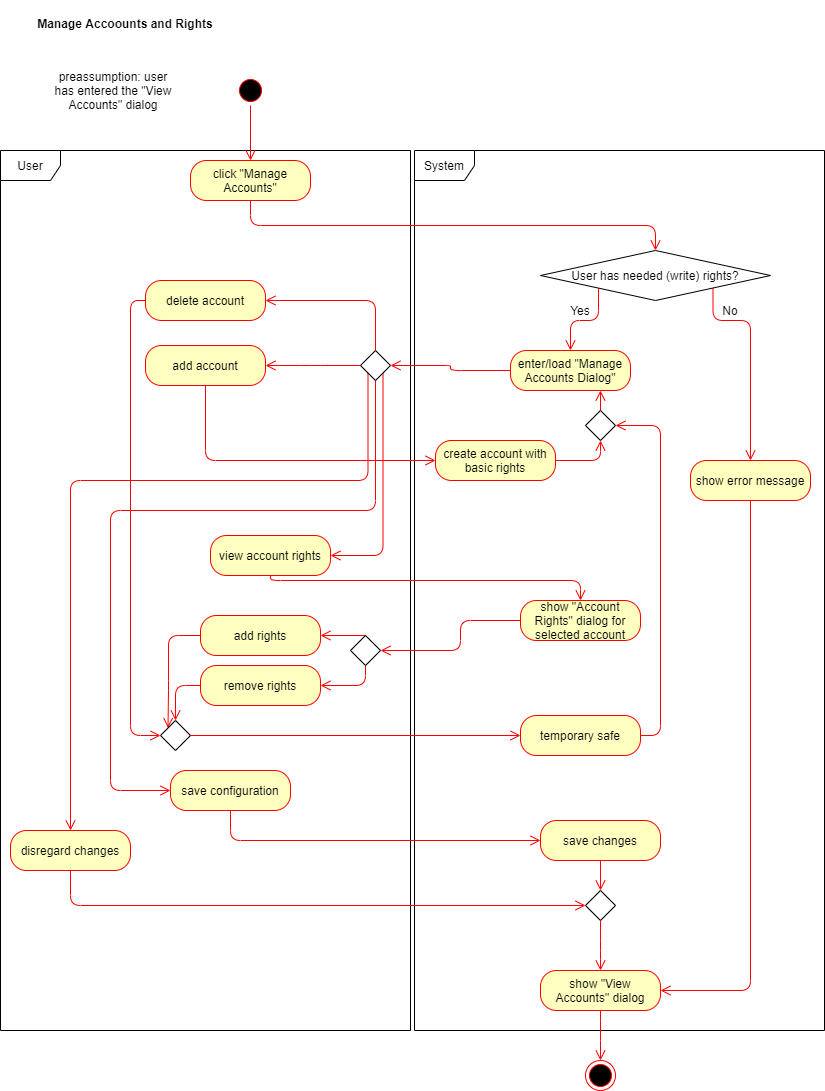 Manage Accoounts and Rights
preassumption: user
has entered the "View
Accounts" dialog
User
System
click "Manage
Accounts"
User has needed (write) rights?
Yes
No
delete account
add account
enter/load "Manage
Accounts Dialog"
create account with
basic rights
show error message
view account rights
show "Account
Rights" dialog for
selected account
add rights
remove rights
temporary safe
save configuration
save changes
disregard changes
show "View
Accounts" dialog